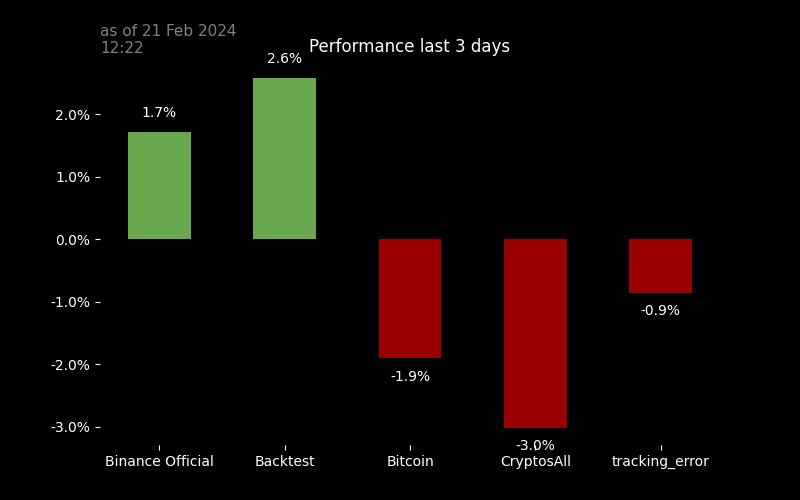 as of 21 Feb 2024
12:22
Performance last 3 days
2.6%
1.7%
2.0%
1.0%
0.0%
-1.0%
-0.9%
-2.0%
-1.9%
-3.0%
-3.0%
Binance Official
Backtest
Bitcoin
CryptosAll
tracking_error